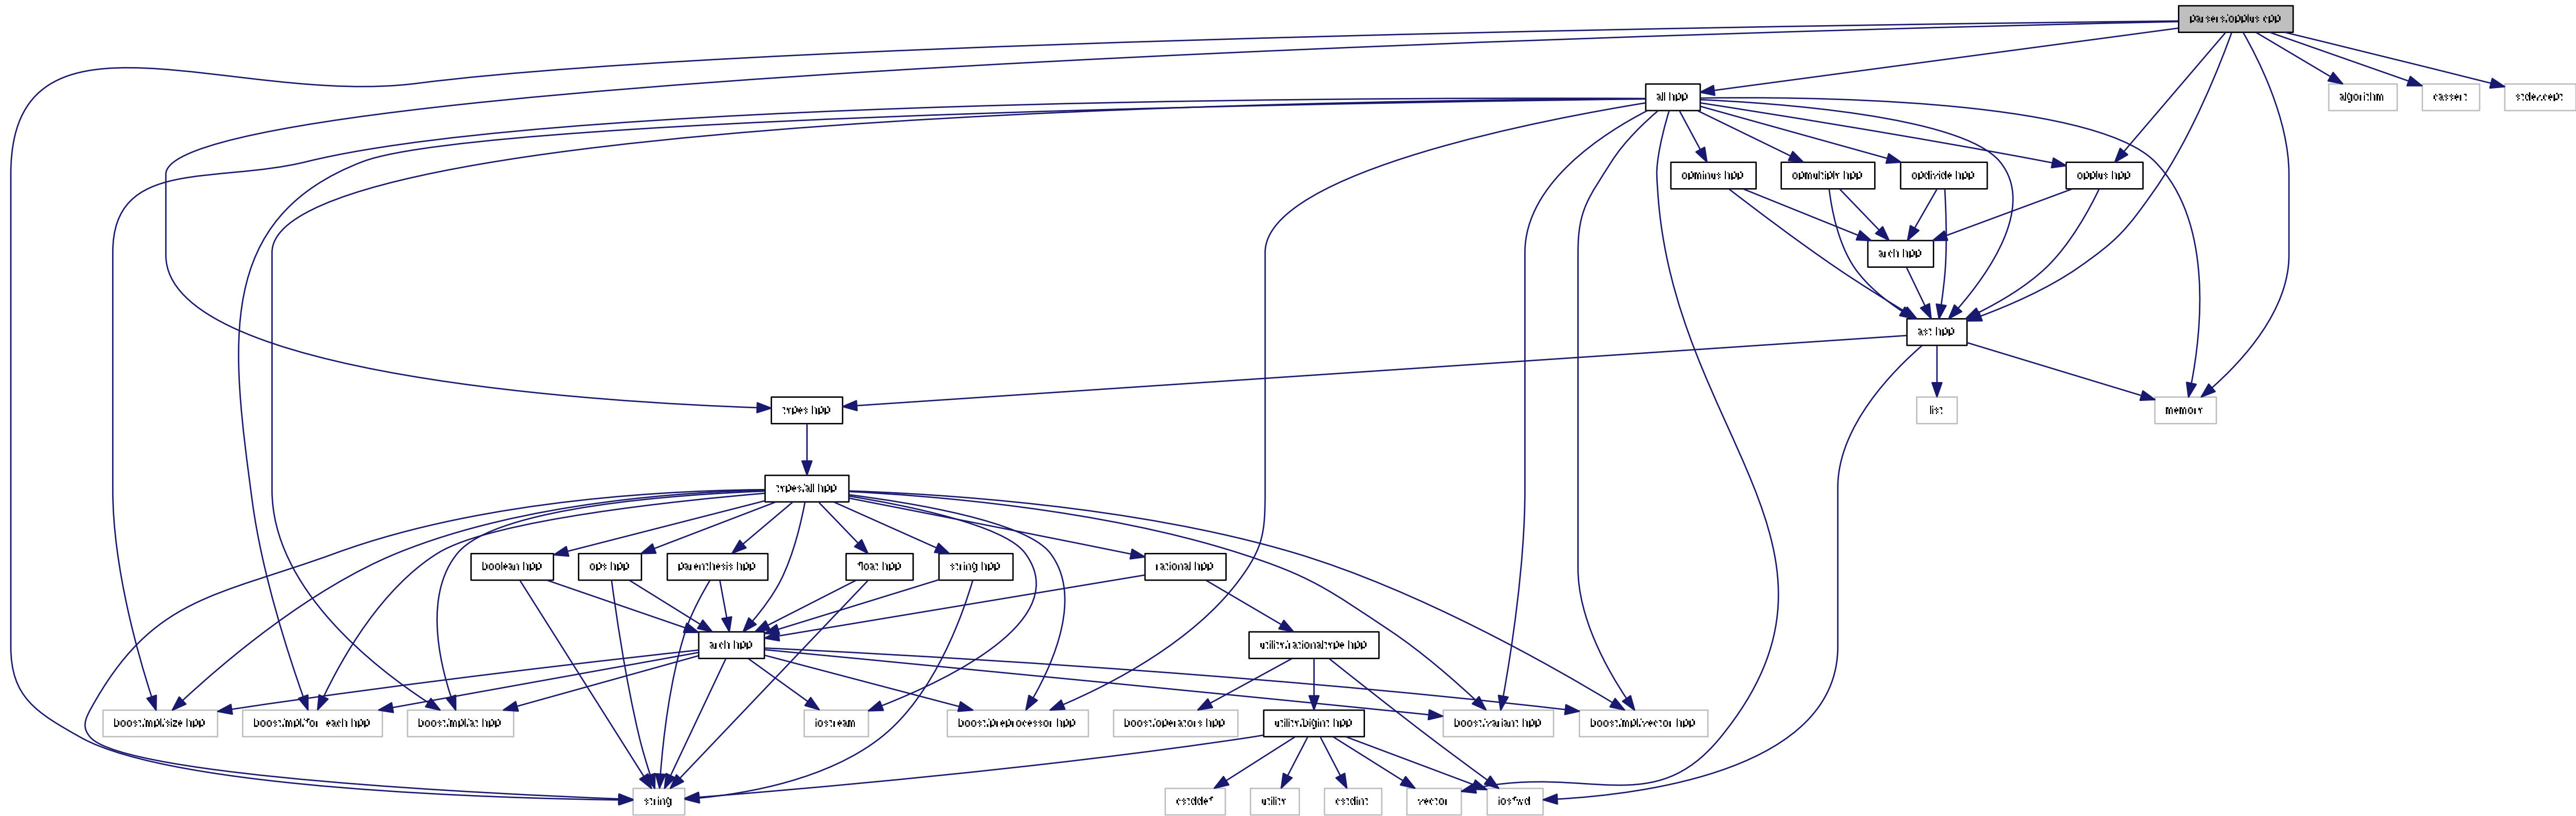 parsers/opplus.cpp
all.hpp
algorithm
cassert
stdexcept
opminus.hpp
opmultiply.hpp
opdivide.hpp
opplus.hpp
arch.hpp
ast.hpp
types.hpp
list
memory
types/all.hpp
boolean.hpp
ops.hpp
parenthesis.hpp
float.hpp
string.hpp
rational.hpp
arch.hpp
utility/rationaltype.hpp
boost/mpl/size.hpp
boost/mpl/for_each.hpp
boost/mpl/at.hpp
iostream
boost/preprocessor.hpp
boost/operators.hpp
utility/bigint.hpp
boost/variant.hpp
boost/mpl/vector.hpp
string
cstddef
utility
cstdint
vector
iosfwd